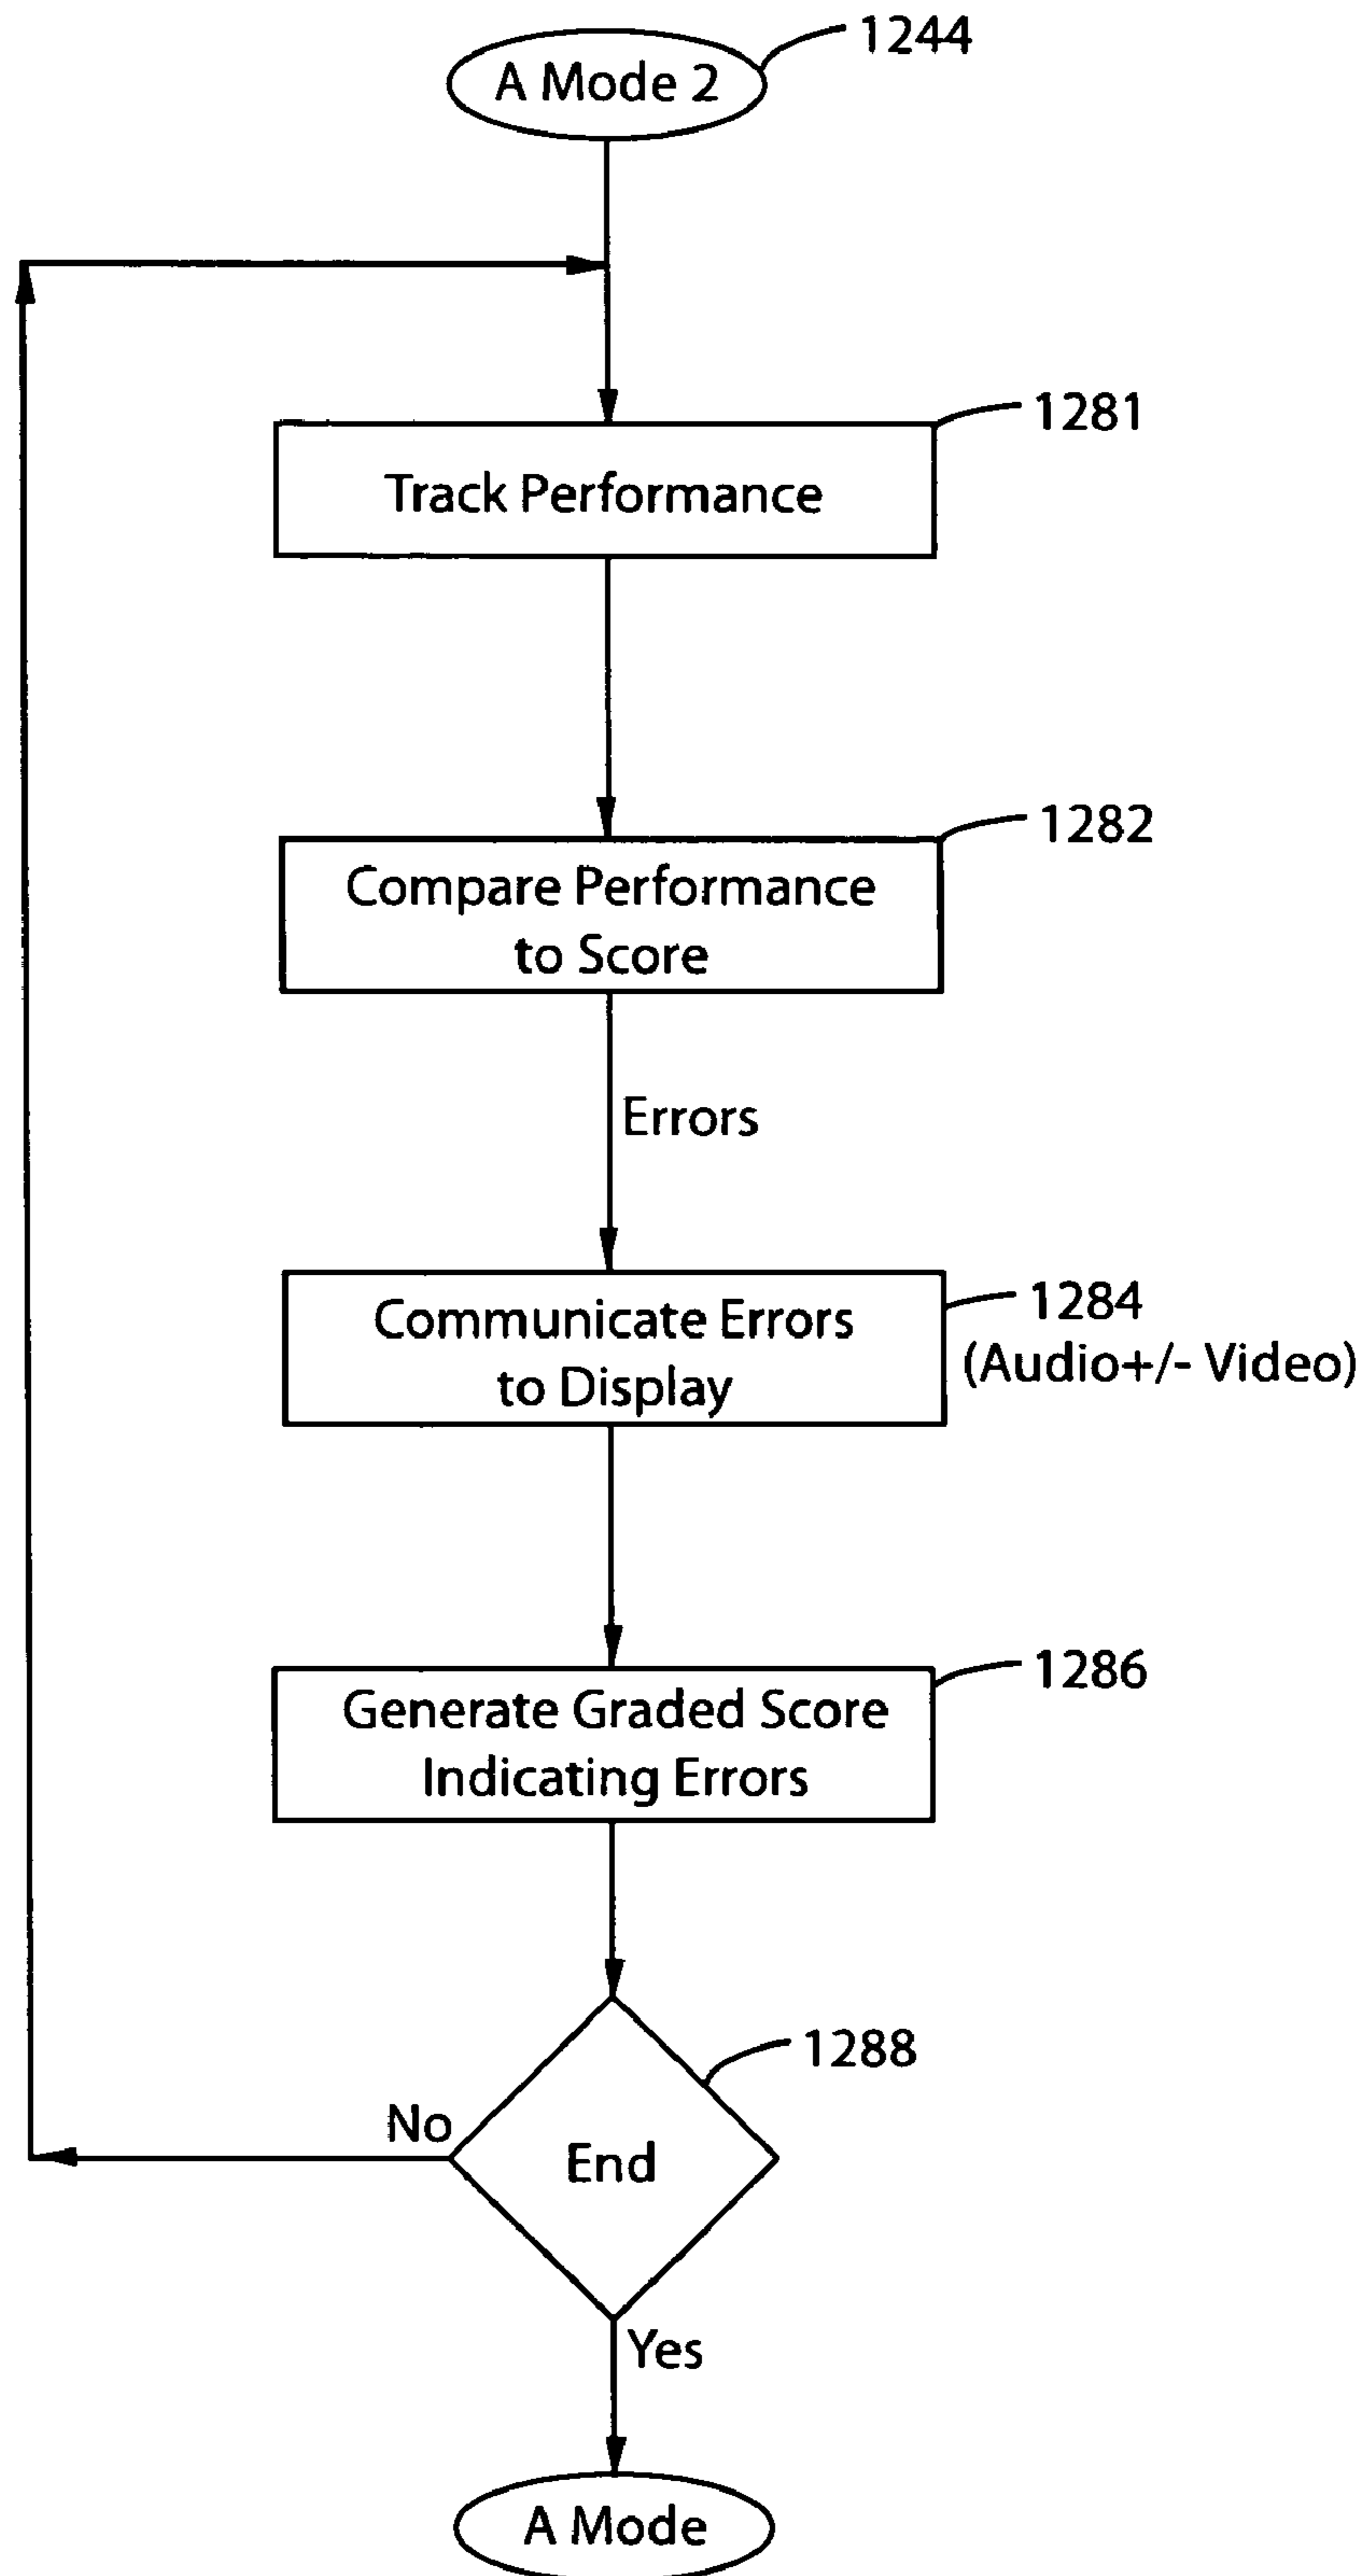 1244
A Mode 2
1281
Track Performance
1282
Compare Performance
to Score
Errors
Communicate Errors
to Display
1284
(Audio+/- Video)
1286
Generate Graded Score
Indicating Errors
1288
No
End
Yes
A Mode